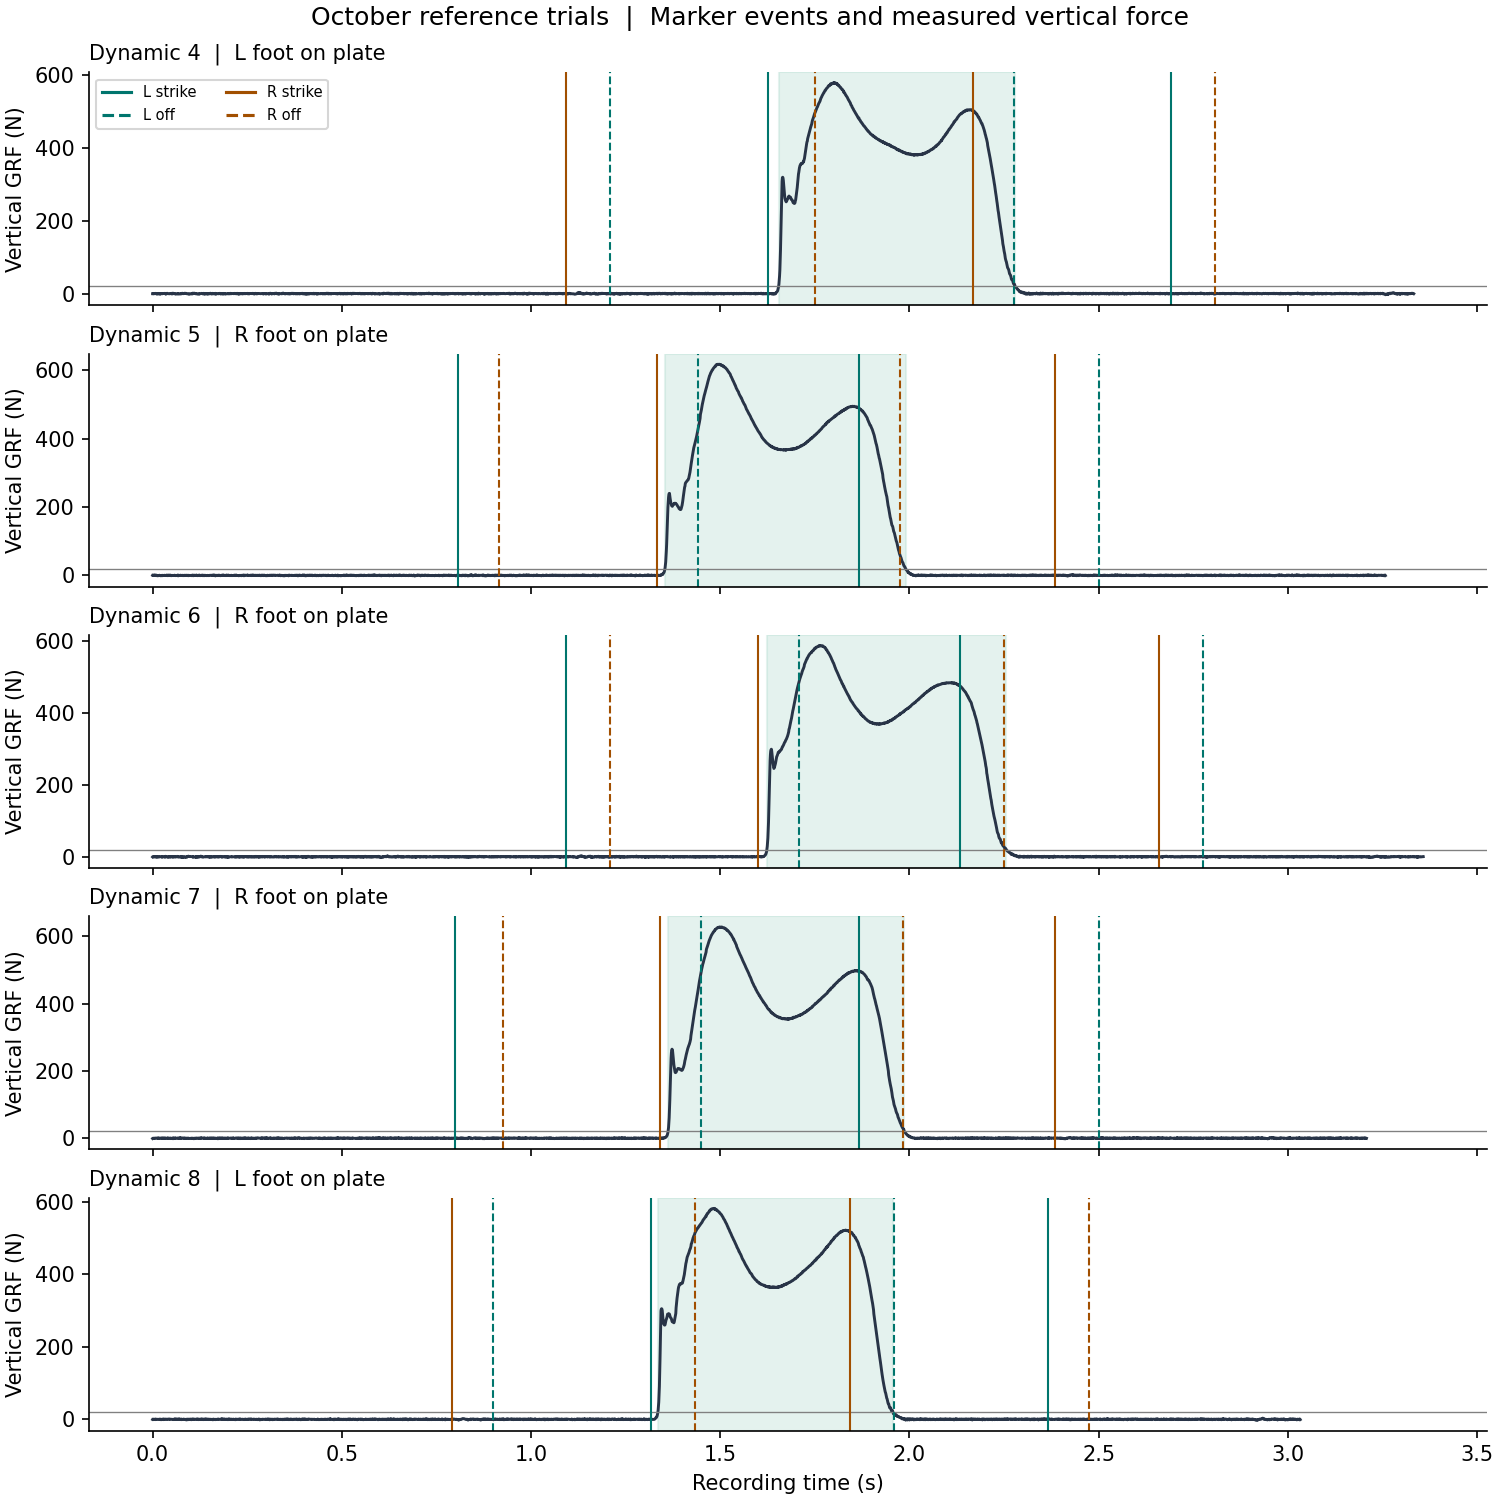 October reference trials | Marker events and measured vertical force
Dynamic 4 | L foot on plate
L strike
L off
R strike
R off
Vertical GRF (N)
600
400
200
0
Dynamic 5 | R foot on plate
Vertical GRF (N)
600
400
200
0
Dynamic 6 | R foot on plate
Vertical GRF (N)
600
400
200
0
Dynamic 7 | R foot on plate
Vertical GRF (N)
600
400
200
0
Dynamic 8 | L foot on plate
Vertical GRF (N)
600
400
200
0
0.0 0.5 1.0 1.5 2.0 2.5 3.0 3.5
Recording time (s)